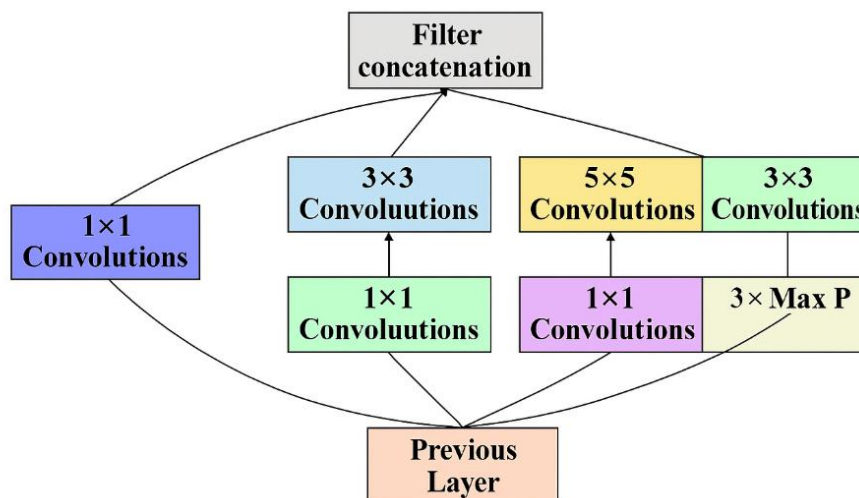 Filter
concatenation
3×3
Convoluutions
5×5
Convolutions
3×3
Convolutions
1×1
Convolutions
1×1
Convoluutions
1×1
Convolutions
3× Max P
Previous
Layer